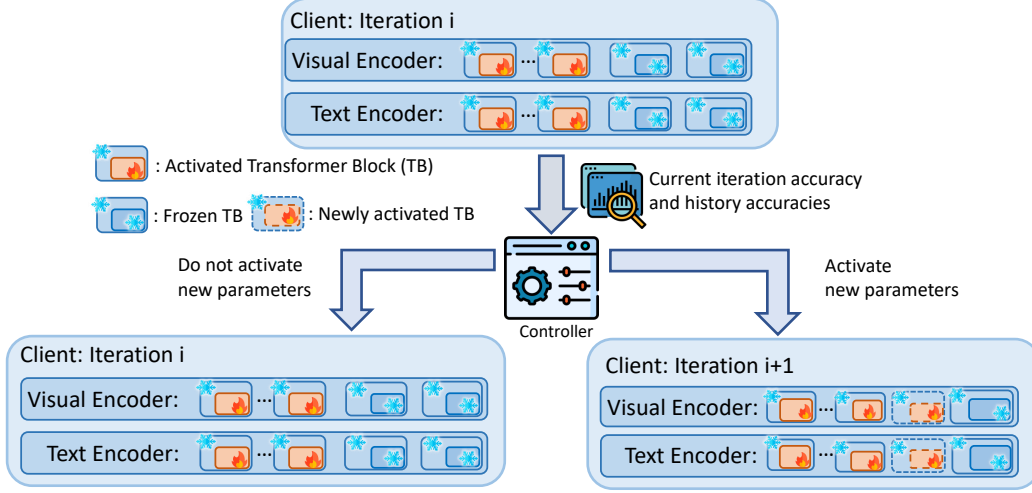 Client: Iteration i
Visual Encoder:
...
Text Encoder:
...
: Activated Transformer Block (TB)
: Frozen TB
: Newly activated TB
Current iteration accuracy
and history accuracies
Do not activate
new parameters
Controller
Activate
new parameters
Client: Iteration i
Visual Encoder:
...
Text Encoder:
...
Client: Iteration i+1
Visual Encoder:
...
Text Encoder:
...